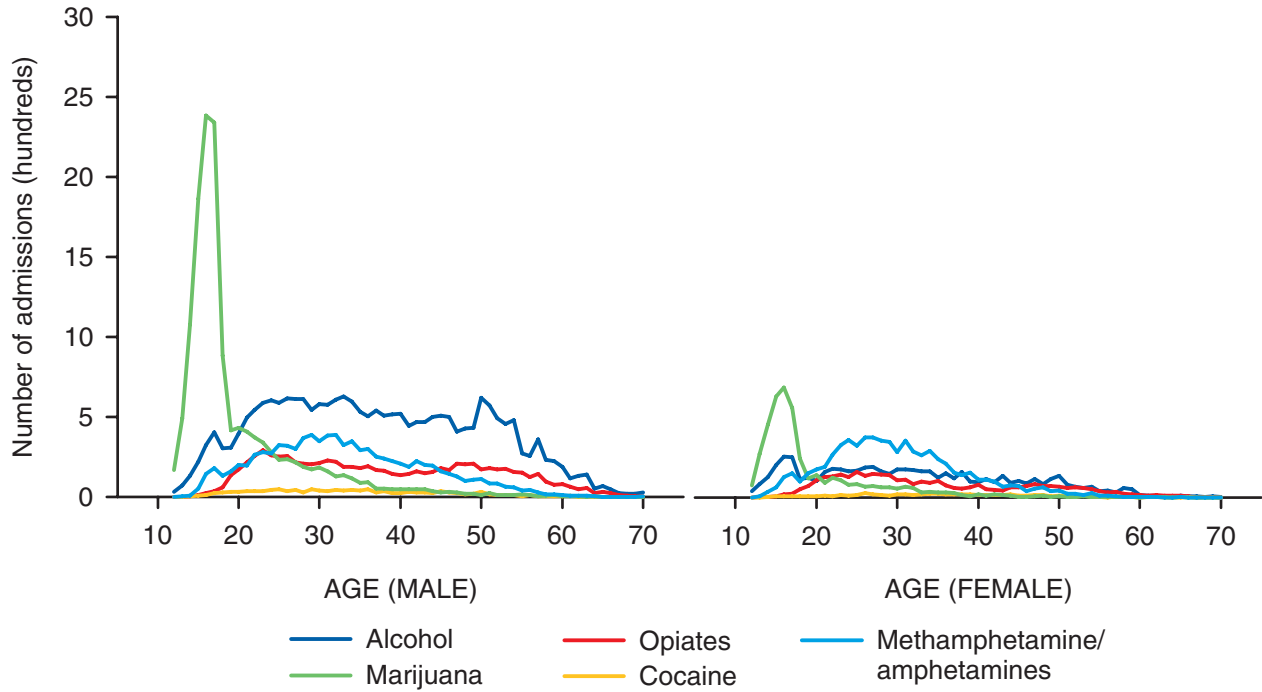 Number of admissions (hundreds)
30
25
20
15
10
5
0
10 20 30 40 50 60 70
10 20 30 40 50 60 70
AGE (MALE)
AGE (FEMALE)
Alcohol
Marijuana
Opiates
Cocaine
Methamphetamine/
amphetamines